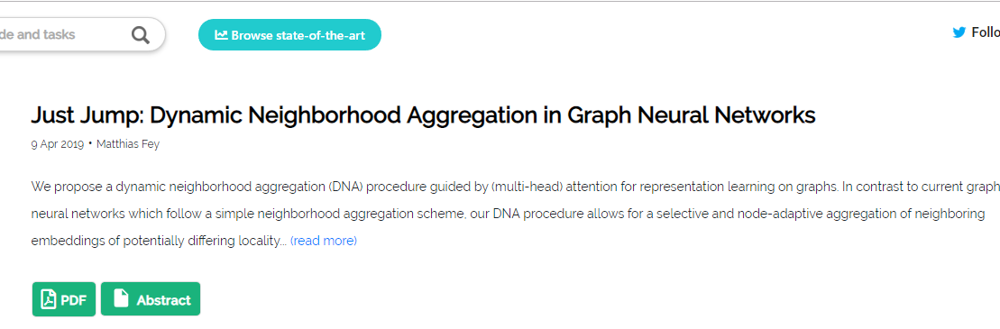 de and tasks
Browse state-of-the-art
Follo
Just Jump: Dynamic Neighborhood Aggregation in Graph Neural Networks
9 Apr 2019 • Matthias Fey
We propose a dynamic neighborhood aggregation (DNA) procedure guided by (multi-head) attention for representation learning on graphs. In contrast to current graph
neural networks which follow a simple neighborhood aggregation scheme, our DNA procedure allows for a selective and node-adaptive aggregation of neighboring
embeddings of potentially differing locality... (read more)
PDF
Abstract